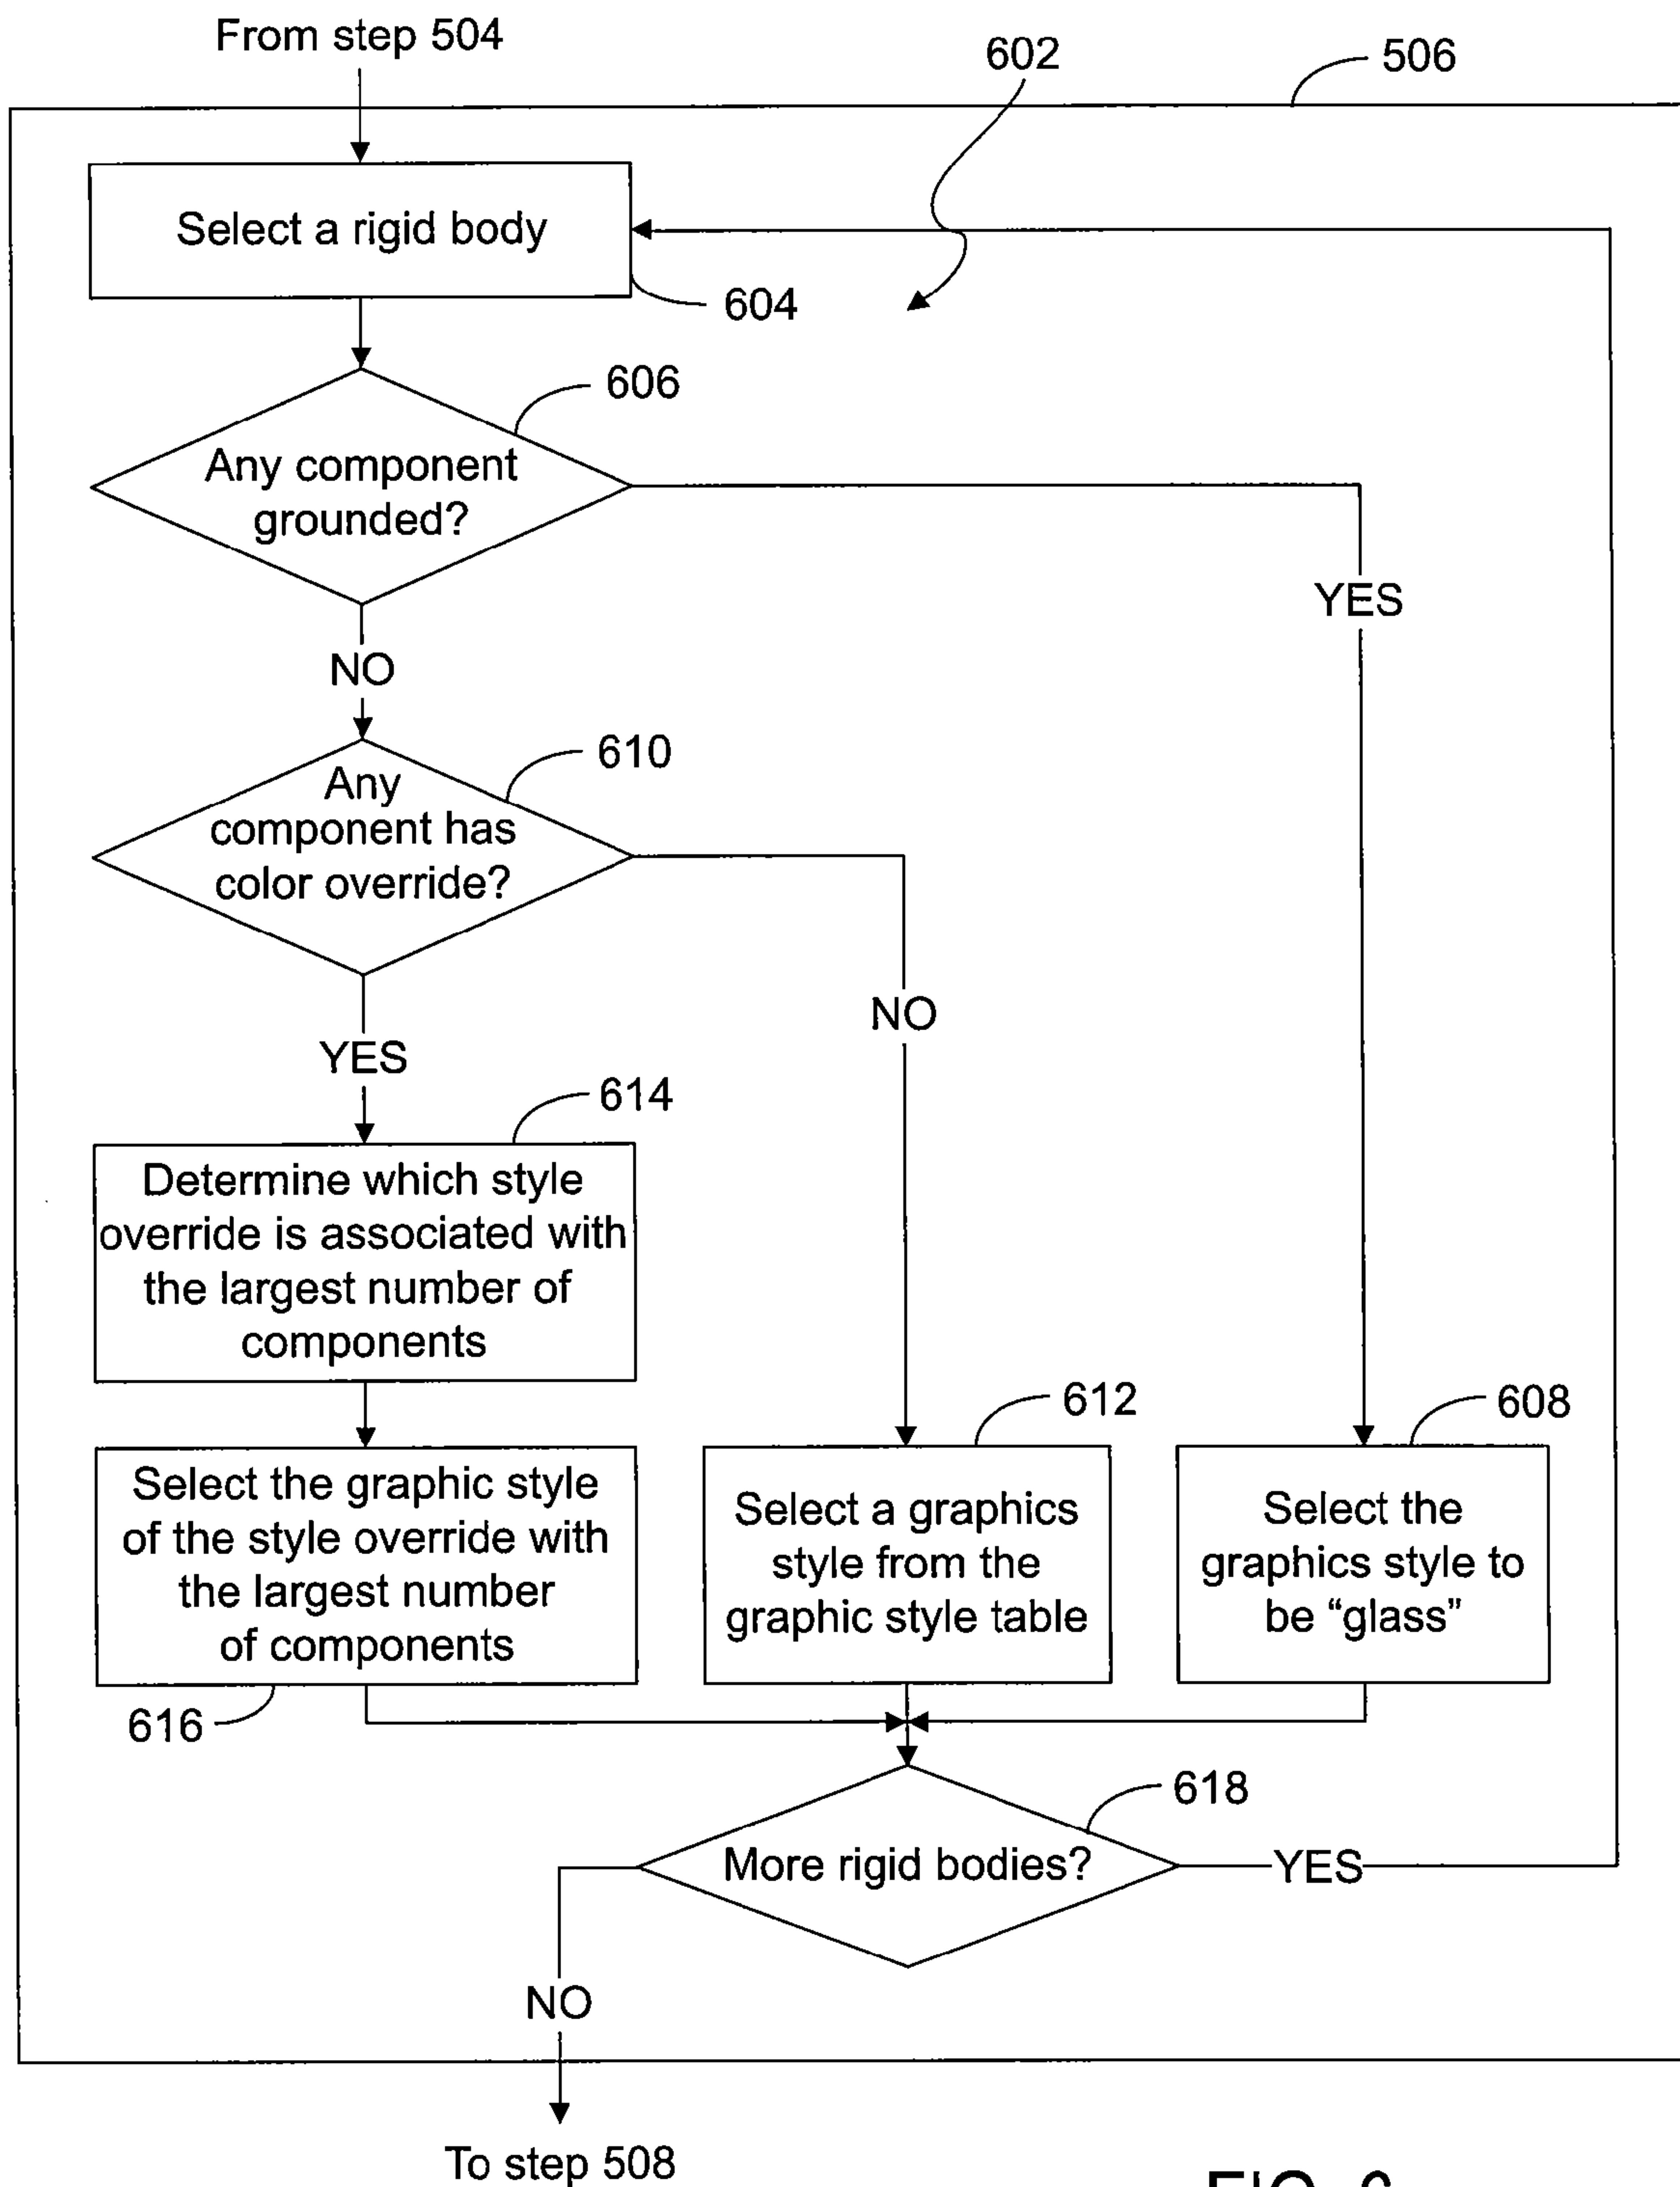 From step 504
602
506
Select a rigid body
604
606
Any component
grounded?
YES
NO
610
Any
component has
color override?
NO
YES
614
Determine which style
override is associated with
the largest number of
components
612
608
Select the graphic style
of the style override with
the largest number
of components
Select a graphics
style from the
graphic style table
Select the
graphics style to
be “glass”
616
618
More rigid bodies?
YES
NO
To step 508
FIG. 6